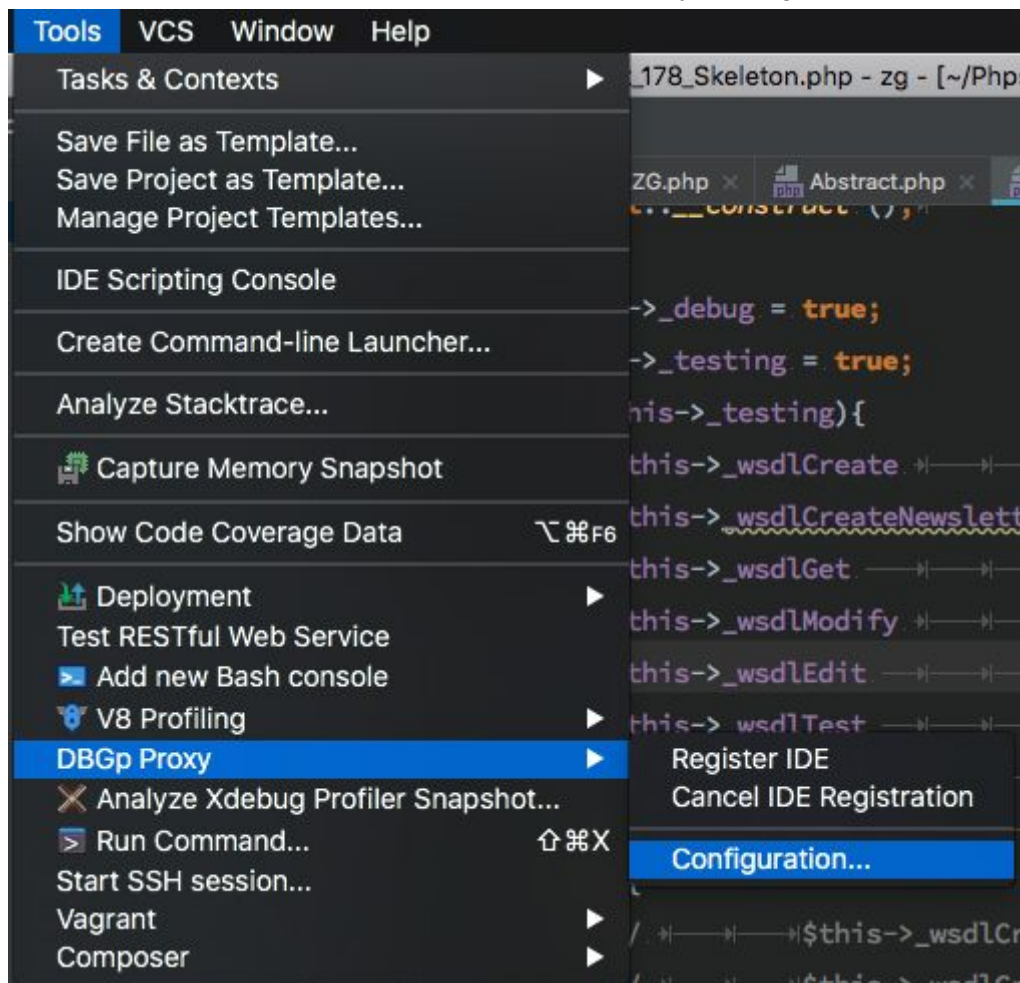 Tools VCS Window Help
Tasks & Contexts
_178_Skeleton.php - zg - [~/Php
Save File as Template...
Save Project as Template...
ZG.php Abstract.php
Manage Project Templates...
::__construct ();
IDE Scripting Console
->_debug = true;
Create Command-line Launcher...
->_testing = true;
Analyze Stacktrace...
his->_testing){
Capture Memory Snapshot
this->_wsdlCreate
Show Code Coverage Data ⌥⌘F6
this->_wsdlCreateNewslett
Deployment
this->_wsdlGet
Test RESTful Web Service
this->_wsdlModify
Add new Bash console
this->_wsdlEdit
V8 Profiling
this->_wsdlTest
DBGp Proxy
Register IDE
Analyze Xdebug Profiler Snapshot...
Cancel IDE Registration
Run Command... ⇧⌘X
Configuration...
Start SSH session...
Vagrant
$this->_wsdlCr
Composer